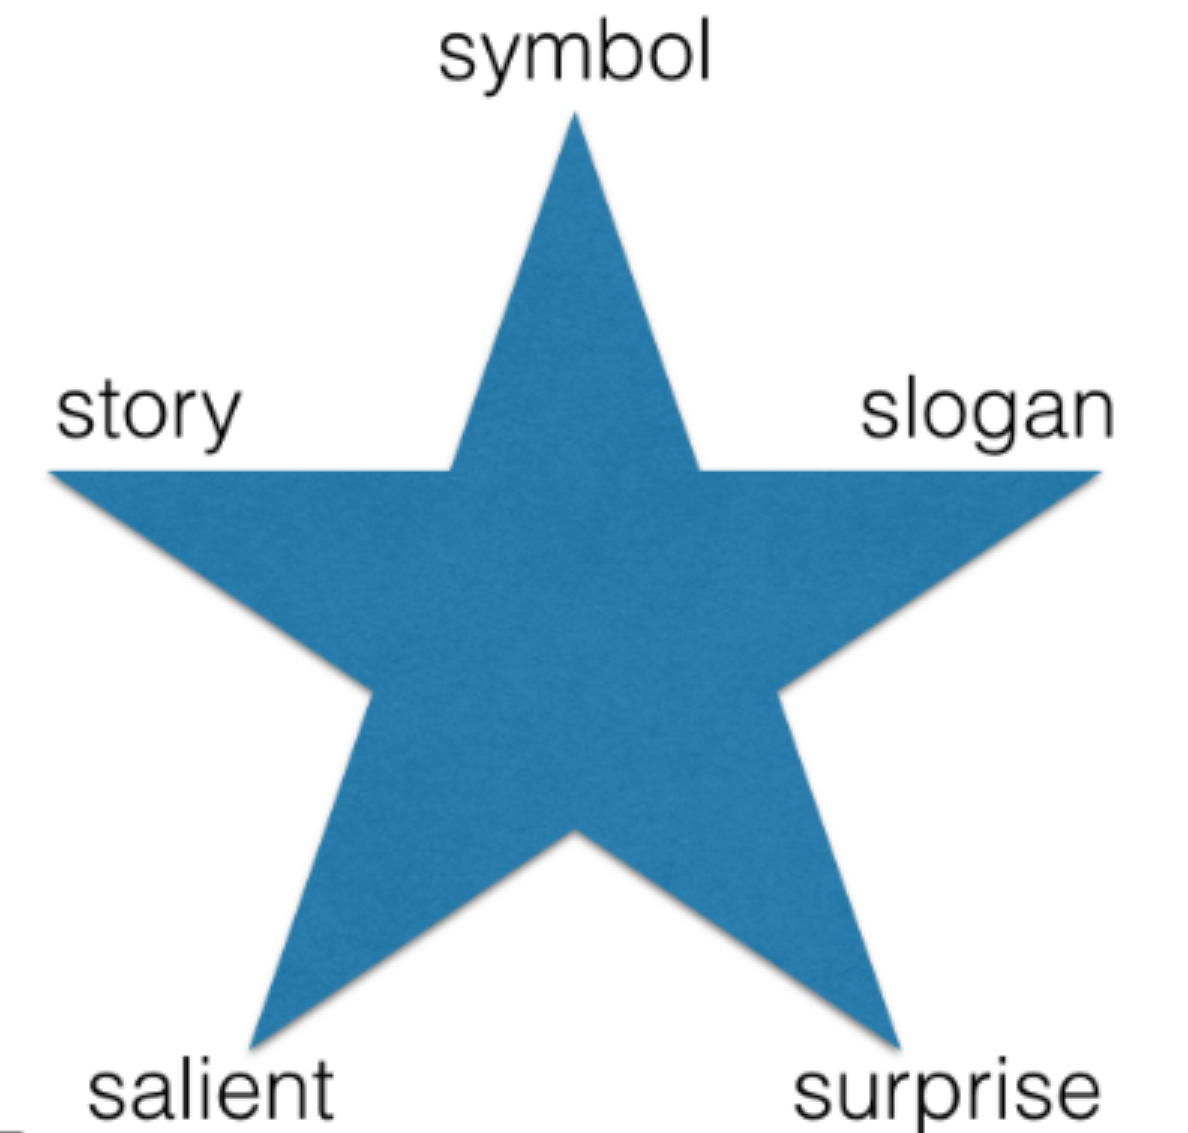 symbol
story
slogan
salient
surprise